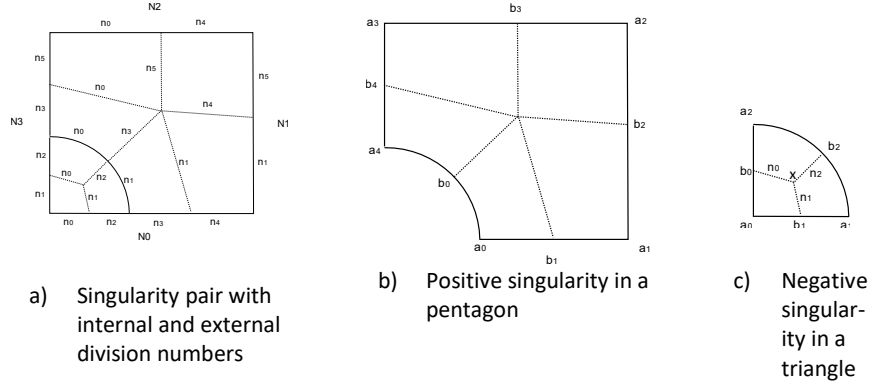 N2
n0 n4
n5 n5 n5
n0
n4
n3
N3 n0 n3 N1
n2 n1 n1
n0 n2 n1
n1 n1
n0 n2 n3 n4
N0
a) Singularity pair with
internal and external
division numbers
b3
a3 a2
b4
b2
a4
b0
a0 a1
b1
b) Positive singularity in a
pentagon
a2
b2
b0 n0 x n2
n1
a0 b1 a1
c) Negative
singular-
ity in a
triangle